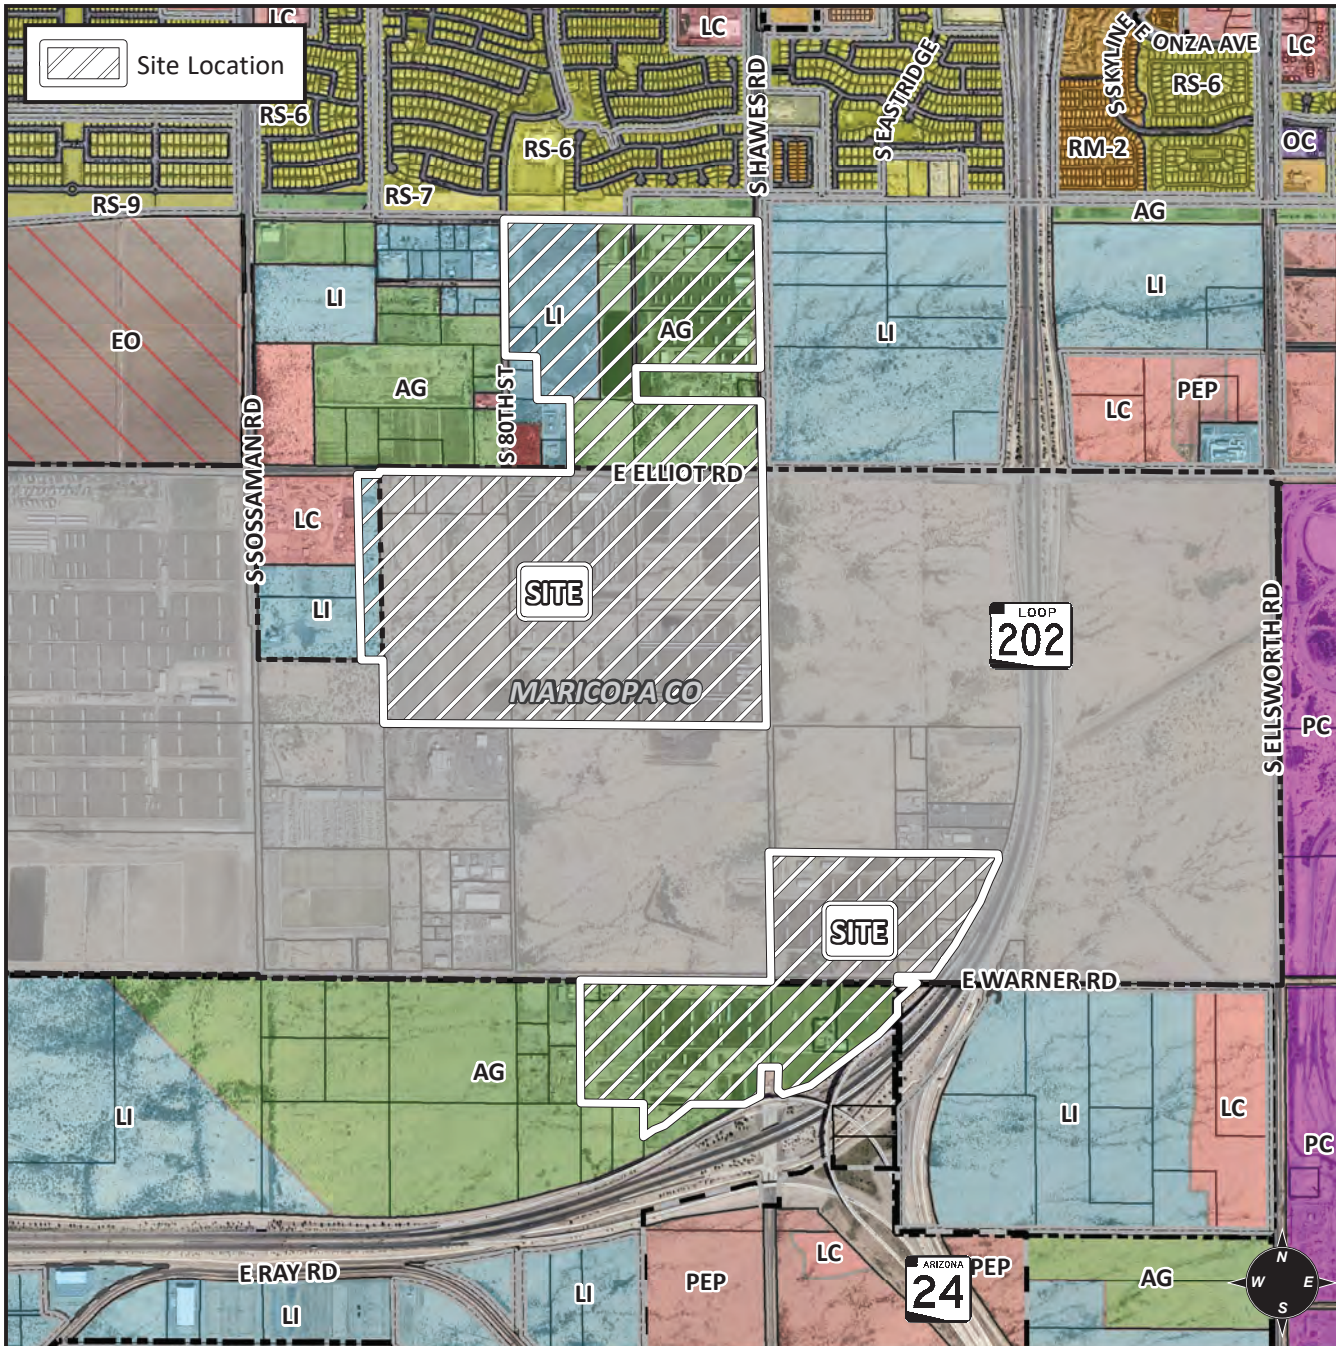 LC
LC
LC
Site Location
S HAWES RD
S EASTRIDGE
S SKYLINE
E ONZA AVE
RS-6
RS-6
RS-6
RM-2
OC
RS-9
RS-7
AG
LI
LI
LI
LI
EO
AG
AG
LC
PEP
S 80TH ST
S SOSSAMAN RD
E ELLIOT RD
LC
LI
SITE
LOOP
202
MARICOPA CO
S ELLSWORTH RD
PC
SITE
E WARNER RD
AG
LI
LI
LC
PC
E RAY RD
LI
LI
PEP
LC
ARIZONA
24
PEP
AG
N
W
E
S